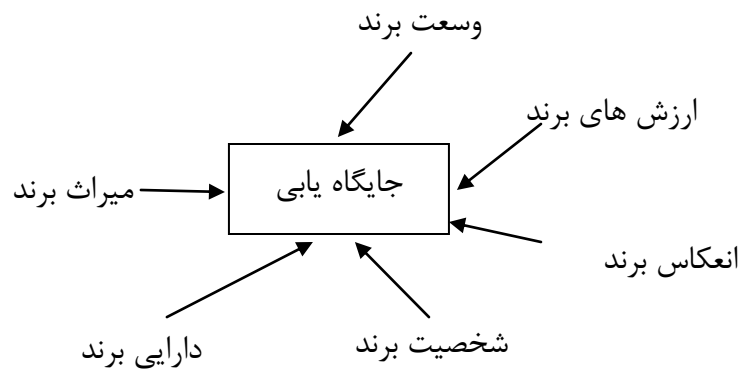 وسعت برند
ارزش های برند
جایگاه یابی
میراث برند
انعکاس برند
شخصیت برند
دارایی برند